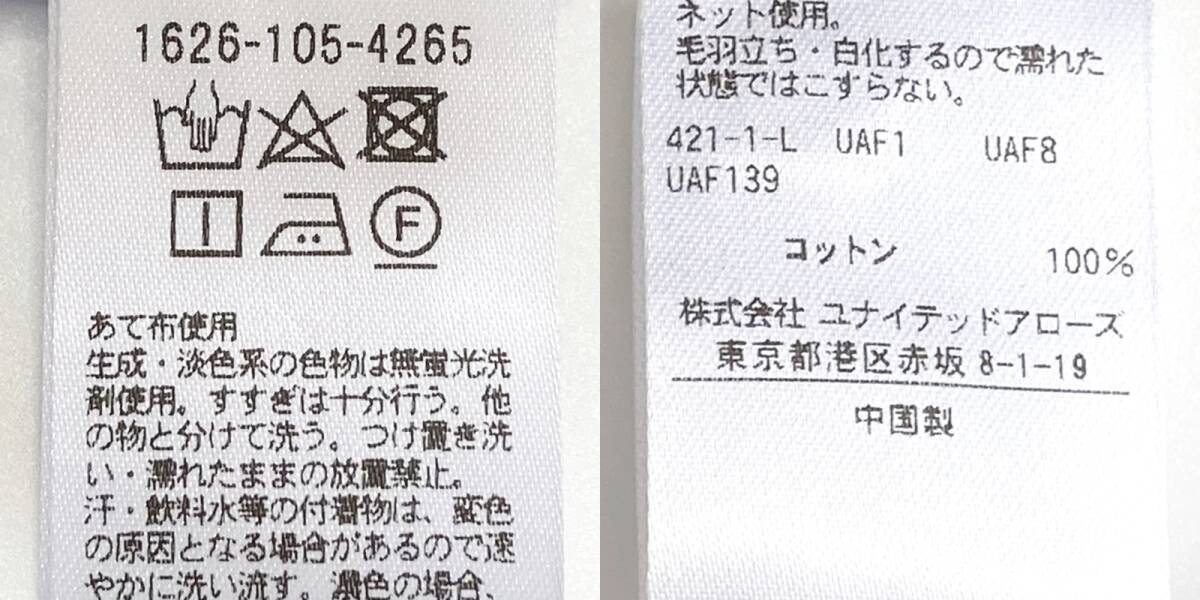 1626-105-4265
F
あて布使用
生成・淡色系の色物は無蛍光洗
剤使用。すすぎは十分行う。他
の物と分けて洗う。つけ置き洗
い・濡れたままの放置禁止。
汗・飲料水等の付着物は、変色
の原因となる場合があるので速
やかに洗い流す。濃色の場合、
ネット使用。
毛羽立ち・白化するので濡れた
状態ではこすらない。
421-1-L UAF1 UAF8
UAF139
コットン 100%
株式会社 ユナイテッドアローズ
東京都港区赤坂 8-1-19
中国製